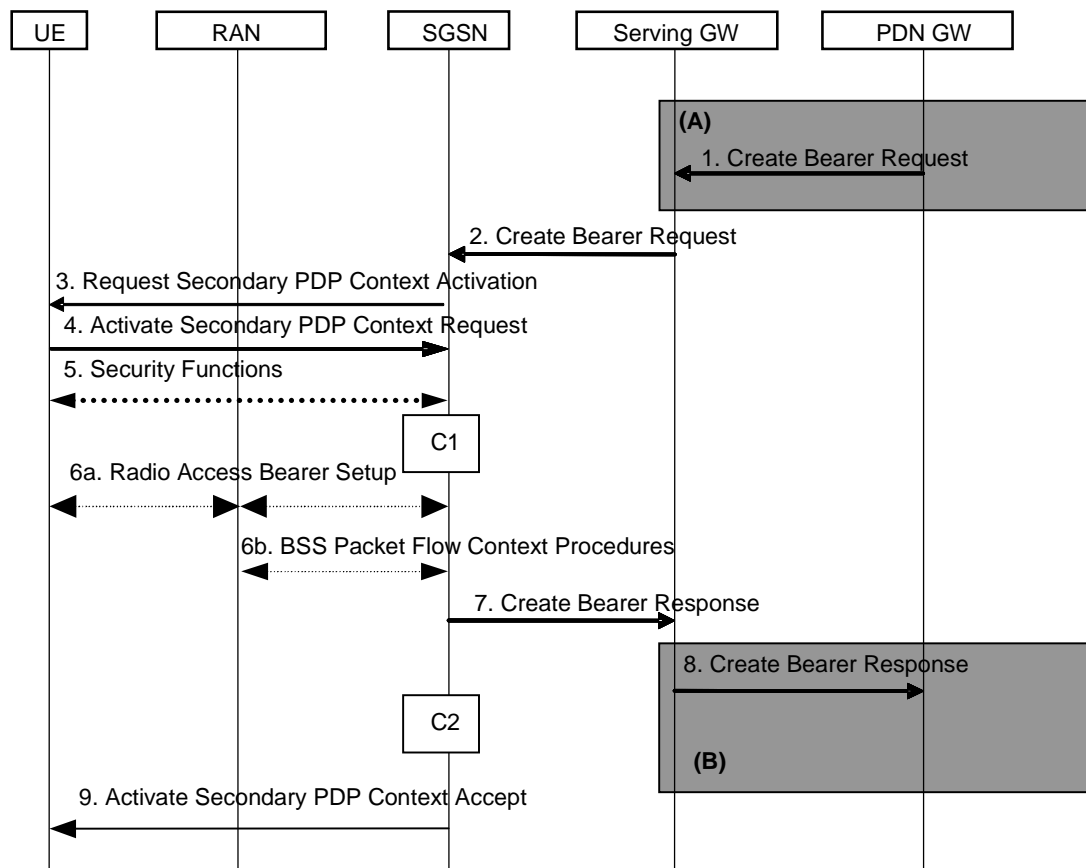 UE
RAN
SGSN
Serving GW
PDN GW
(A)
1. Create Bearer Request
2. Create Bearer Request
3. Request Secondary PDP Context Activation
4. Activate Secondary PDP Context Request
5. Security Functions
C1
6a. Radio Access Bearer Setup
6b. BSS Packet Flow Context Procedures
7. Create Bearer Response
8. Create Bearer Response
C2
(B)
9. Activate Secondary PDP Context Accept